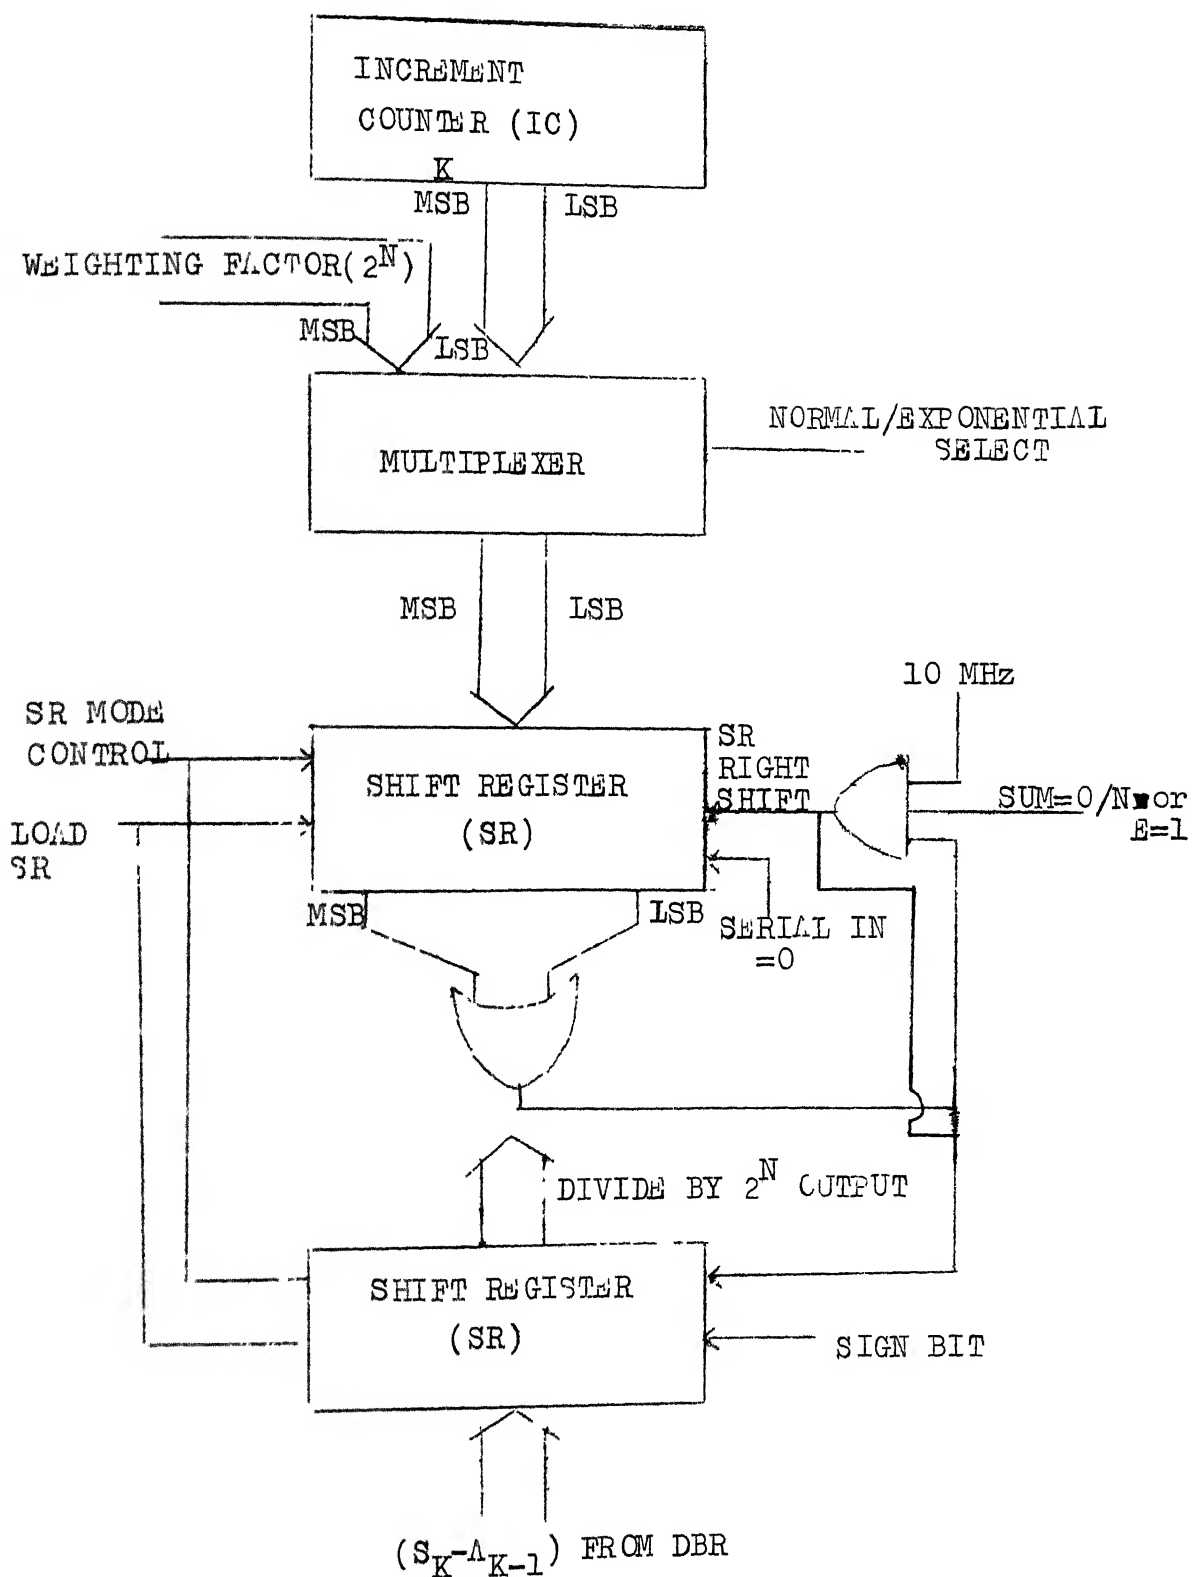 INCREMENT
COUNTER (IC)
K
MSB LSB
WEIGHTING FACTOR(2^N)
MSB LSB
MULTIPLEXER
NORMAL/EXPONENTIAL
SELECT
MSB LSB
10 MHz
SR MODE
CONTROL
SR
RIGHT
SHIFT
SHIFT REGISTER
(SR)
SUM=0/N or
E=1
LOAD
SR
MSB LSB
SERIAL IN
=0
DIVIDE BY 2^N OUTPUT
SHIFT REGISTER
(SR)
SIGN BIT
(S_K-A_{K-1}) FROM DBR